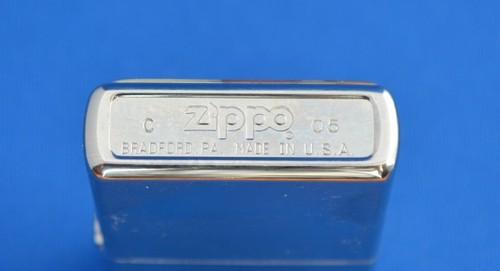 C Zippo ® 05
BRADFORD, PA. MADE IN U.S.A.